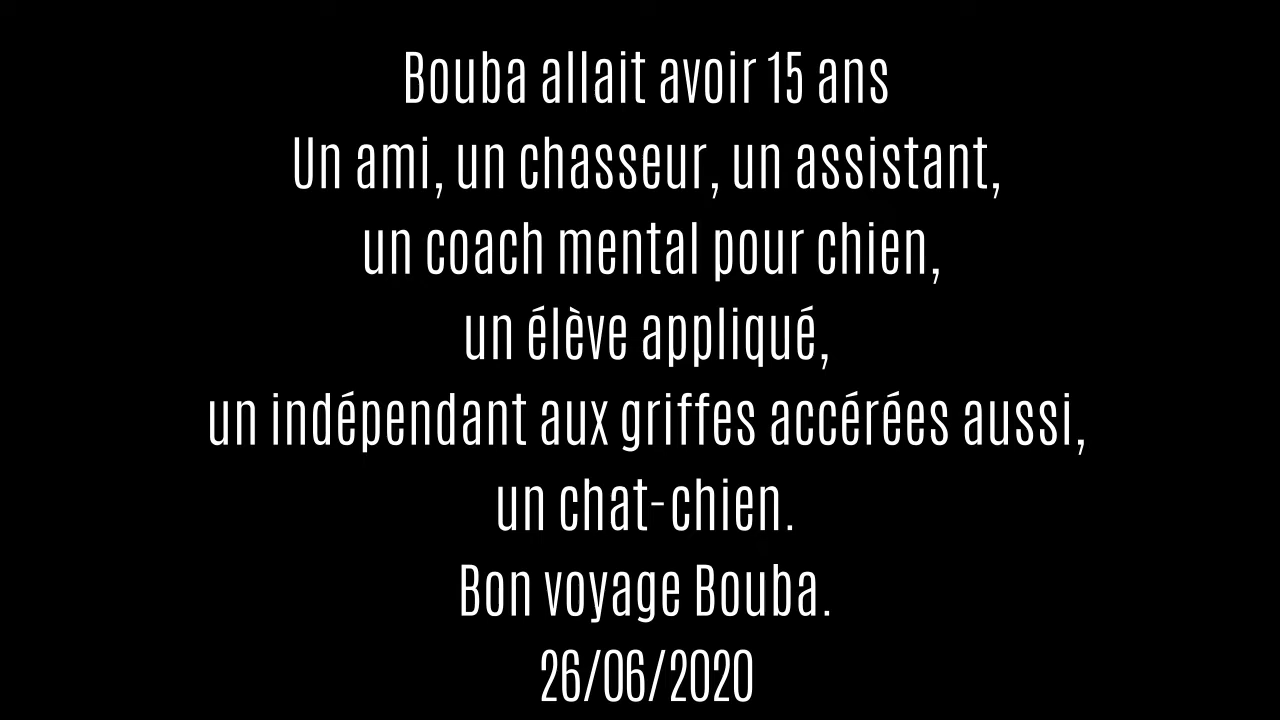 Bouba allait avoir 15 ans
Un ami, un chasseur, un assistant,
un coach mental pour chien,
un élève appliqué,
un indépendant aux griffes accérées aussi,
un chat-chien.
Bon voyage Bouba.
26/06/2020